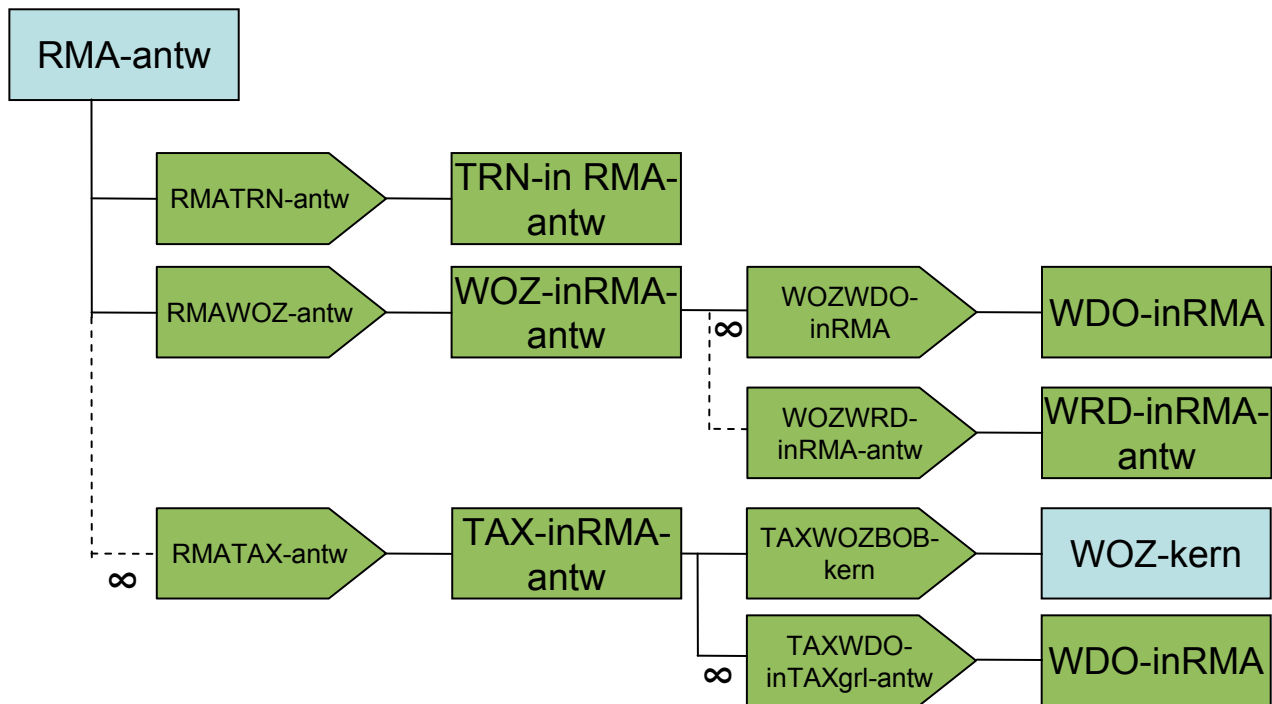 RMA-antw
RMATRN-antw
TRN-in RMA-
antw
RMAWOZ-antw
WOZ-inRMA-
antw
∞
WOZWDO-
inRMA
WDO-inRMA
WOZWRD-
inRMA-antw
WRD-inRMA-
antw
∞
RMATAX-antw
TAX-inRMA-
antw
TAXWOZBOB-
kern
WOZ-kern
∞
TAXWDO-
inTAXgrl-antw
WDO-inRMA